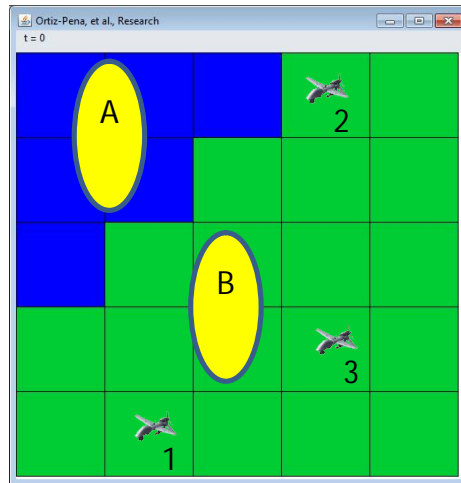 Ortiz-Pena, et al., Research
t = 0
A
2
B
3
1